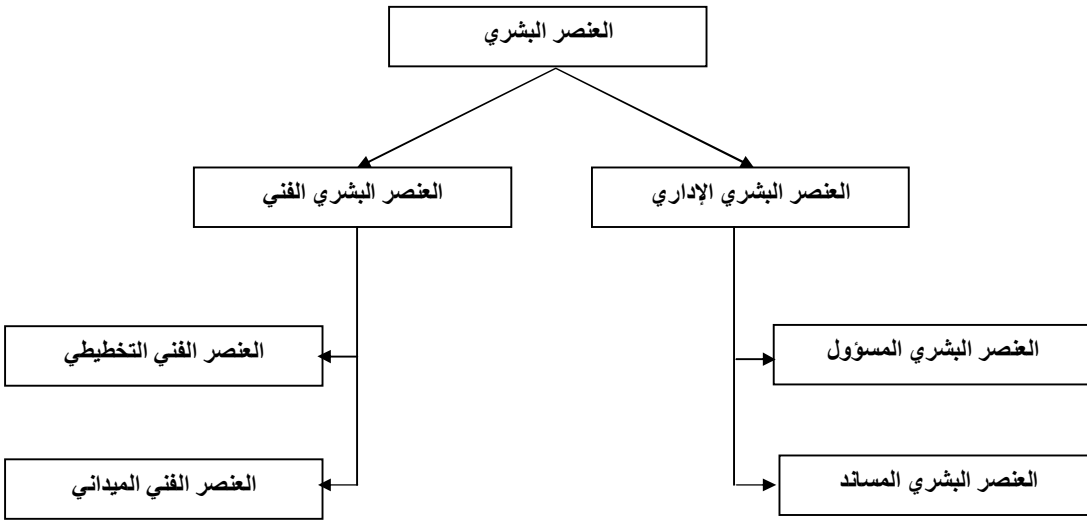 العنصر البشري
العنصر البشري الإداري
العنصر البشري الفني
العنصر البشري المسؤول
العنصر الفني التخطيطي
العنصر البشري المساند
العنصر الفني الميداني